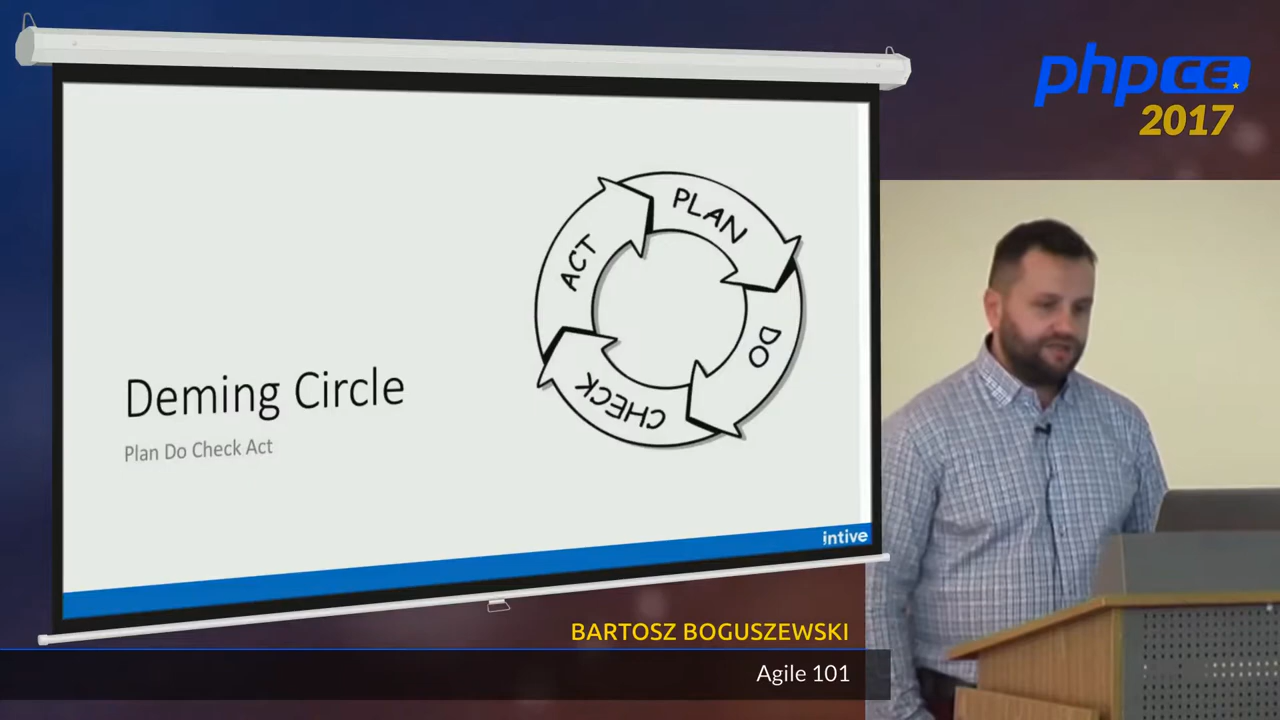 phpCE
2017
PLAN
DO
CHECK
ACT
Deming Circle
Plan Do Check Act
intive
BARTOSZ BOGUSZEWSKI
Agile 101